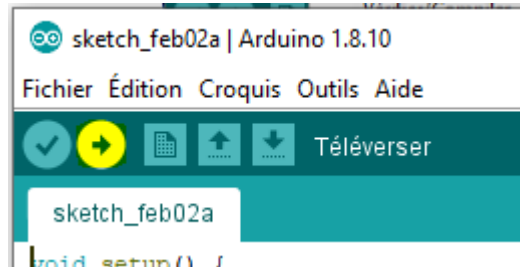 sketch_feb02a | Arduino 1.8.10
Fichier Édition Croquis Outils Aide
Téléverser
sketch_feb02a
void setup() {